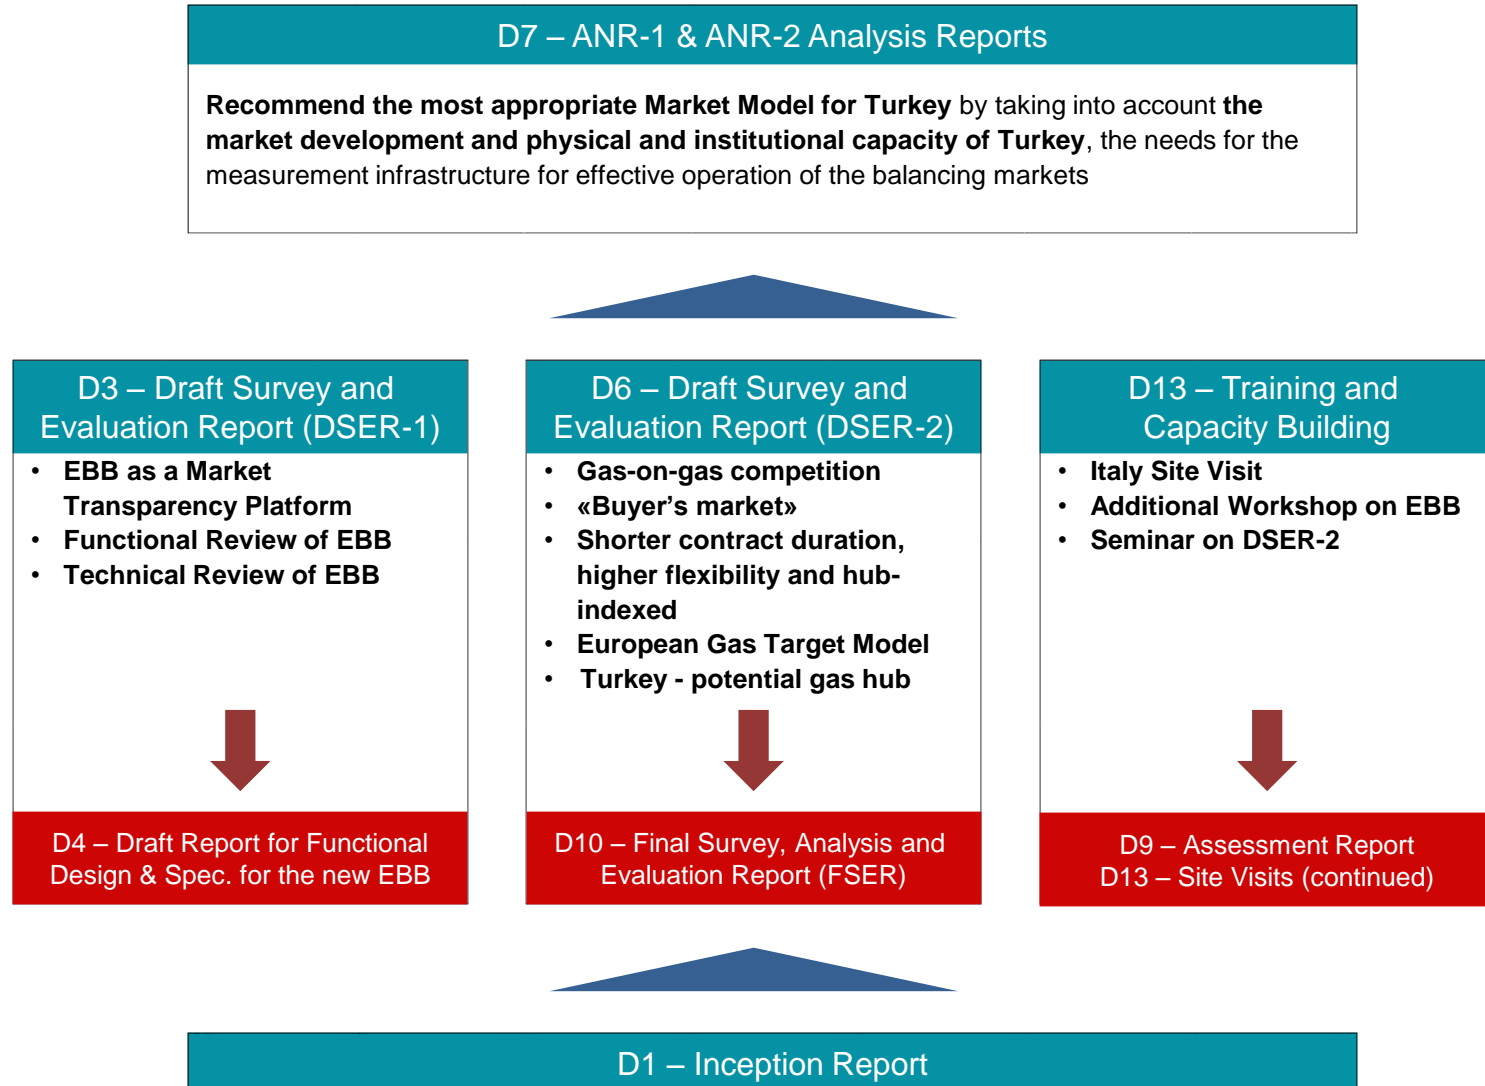 D7 – ANR-1 & ANR-2 Analysis Reports
Recommend the most appropriate Market Model for Turkey by taking into account the
market development and physical and institutional capacity of Turkey, the needs for the
measurement infrastructure for effective operation of the balancing markets
D3 – Draft Survey and
Evaluation Report (DSER-1)
• EBB as a Market
Transparency Platform
• Functional Review of EBB
• Technical Review of EBB
D4 – Draft Report for Functional
Design & Spec. for the new EBB
D6 – Draft Survey and
Evaluation Report (DSER-2)
• Gas-on-gas competition
• «Buyer’s market»
• Shorter contract duration,
higher flexibility and hub-
indexed
• European Gas Target Model
• Turkey - potential gas hub
D10 – Final Survey, Analysis and
Evaluation Report (FSER)
D13 – Training and
Capacity Building
• Italy Site Visit
• Additional Workshop on EBB
• Seminar on DSER-2
D9 – Assessment Report
D13 – Site Visits (continued)
D1 – Inception Report